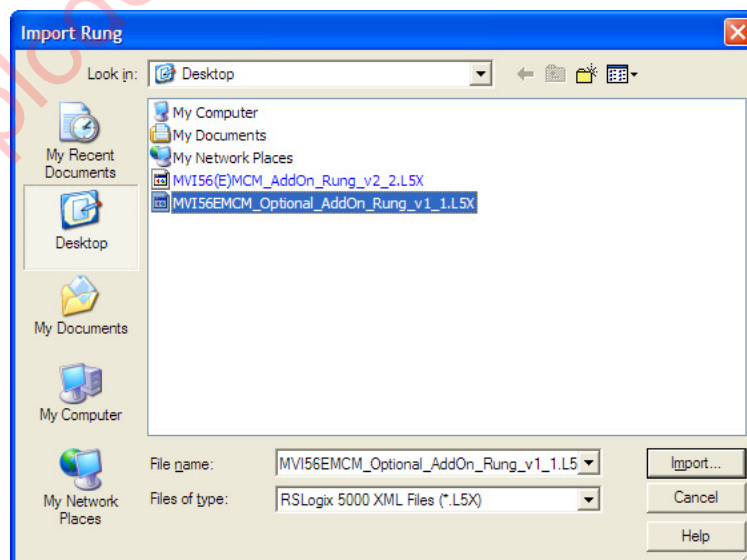 Import Rung
Look in: Desktop
My Computer
My Documents
My Network Places
MVI56(E)MCM_AddOn_Rung_v2_2.L5X
MVI56EMCM_Optional_AddOn_Rung_v1_1.L5X
My Recent
Documents
Desktop
My Documents
My Computer
My Network
Places
File name: MVI56EMCM_Optional_AddOn_Rung_v1_1.L5 Import...
Files of type: RSLogix 5000 XML Files (*.L5X) Cancel
Help